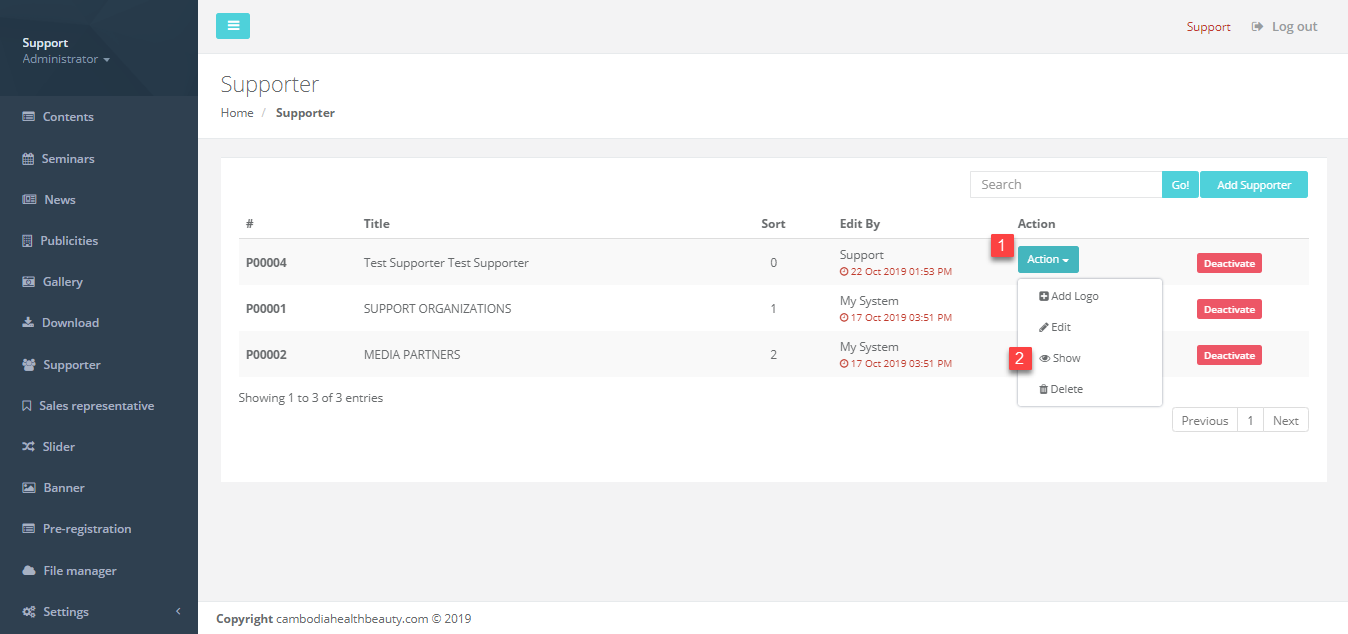 Support
Administrator
Contents
Seminars
News
Publicities
Gallery
Download
Supporter
Sales representative
Slider
Banner
Pre-registration
File manager
Settings
Support Log out
Supporter
Home / Supporter
Search Go! Add Supporter
# Title Sort Edit By Action
P00004 Test Supporter Test Supporter 0 Support 1 Action Deactivate
22 Oct 2019 01:53 PM
Add Logo
P00001 SUPPORT ORGANIZATIONS 1 My System Deactivate
17 Oct 2019 03:51 PM
Edit
P00002 MEDIA PARTNERS 2 My System 2 Show Deactivate
17 Oct 2019 03:51 PM
Delete
Showing 1 to 3 of 3 entries
Previous 1 Next
Copyright cambodiahealthbeauty.com © 2019